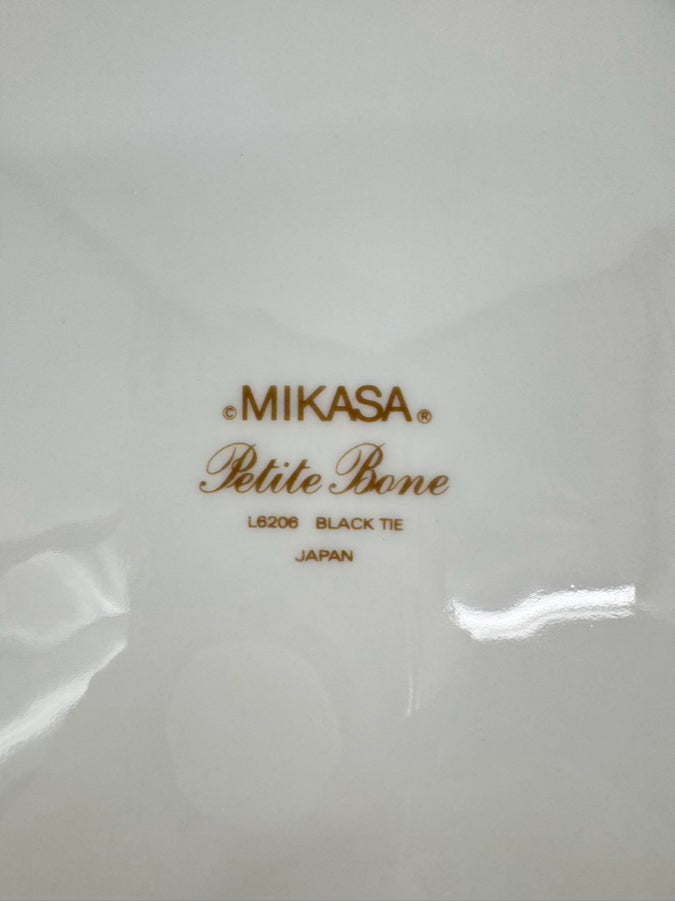 © MIKASA ®
Petite Bone
L6206 BLACK TIE
JAPAN